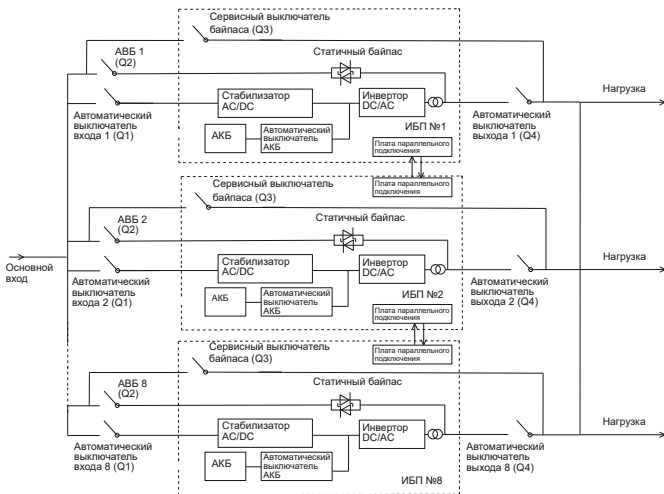 Сервисный выключатель
байпаса (Q3)
АВБ 1
(Q2)
Статичный байпас
Стабилизатор
AC/DC
Инвертор
DC/AC
Нагрузка
Автоматический
выключатель
входа 1 (Q1)
АКБ
Автоматический
выключатель
АКБ
ИБП №1
Автоматический
выключатель
выхода 1 (Q4)
Плата параллельного
подключения
Плата параллельного
подключения
Сервисный выключатель
байпаса (Q3)
АВБ 2
(Q2)
Статичный байпас
Основной
вход
Стабилизатор
AC/DC
Инвертор
DC/AC
Нагрузка
Автоматический
выключатель
входа 2 (Q1)
АКБ
Автоматический
выключатель
АКБ
ИБП №2
Автоматический
выключатель
выхода 2 (Q4)
Плата параллельного
подключения
Плата параллельного
подключения
Сервисный выключатель
байпаса (Q3)
АВБ 8
(Q2)
Статичный байпас
Стабилизатор
AC/DC
Инвертор
DC/AC
Нагрузка
Автоматический
выключатель
входа 8 (Q1)
АКБ
Автоматический
выключатель
АКБ
ИБП №8
Автоматический
выключатель
выхода 8 (Q4)